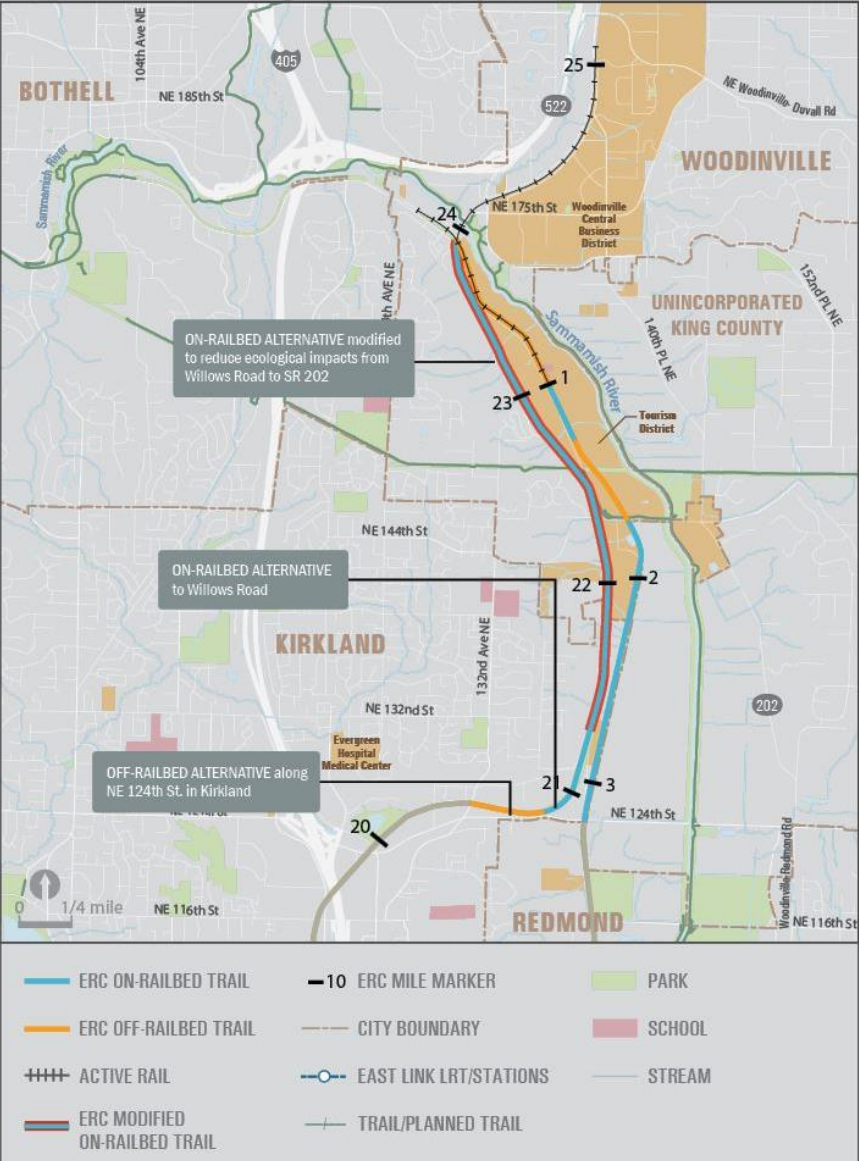 104th Ave NE
405
25
BOTHELL
NE 185th St
522
NE Woodinville- Duvall Rd
Sammamish River
WOODINVILLE
24
NE 175th St
Woodinville
Central
Business
District
152nd PL NE
UNINCORPORATED
KING COUNTY
140th PL NE
Sammamish River
ON-RAILBED ALTERNATIVE modified
to reduce ecological impacts from
Willows Road to SR 202
AVE NE
1
23
Tourism
District
NE 144th St
ON-RAILBED ALTERNATIVE
to Willows Road
22
2
KIRKLAND
132nd Ave NE
NE 132nd St
202
Evergreen
Hospital
Medical Center
OFF-RAILBED ALTERNATIVE along
NE 124th St. in Kirkland
21
3
NE 124th St
20
Woodinville-Redmond Rd
0 1/4 mile
NE 116th St
REDMOND
NE 116th St
ERC ON-RAILBED TRAIL
10 ERC MILE MARKER
PARK
ERC OFF-RAILBED TRAIL
CITY BOUNDARY
SCHOOL
ACTIVE RAIL
EAST LINK LRT/STATIONS
STREAM
ERC MODIFIED
ON-RAILBED TRAIL
TRAIL/PLANNED TRAIL